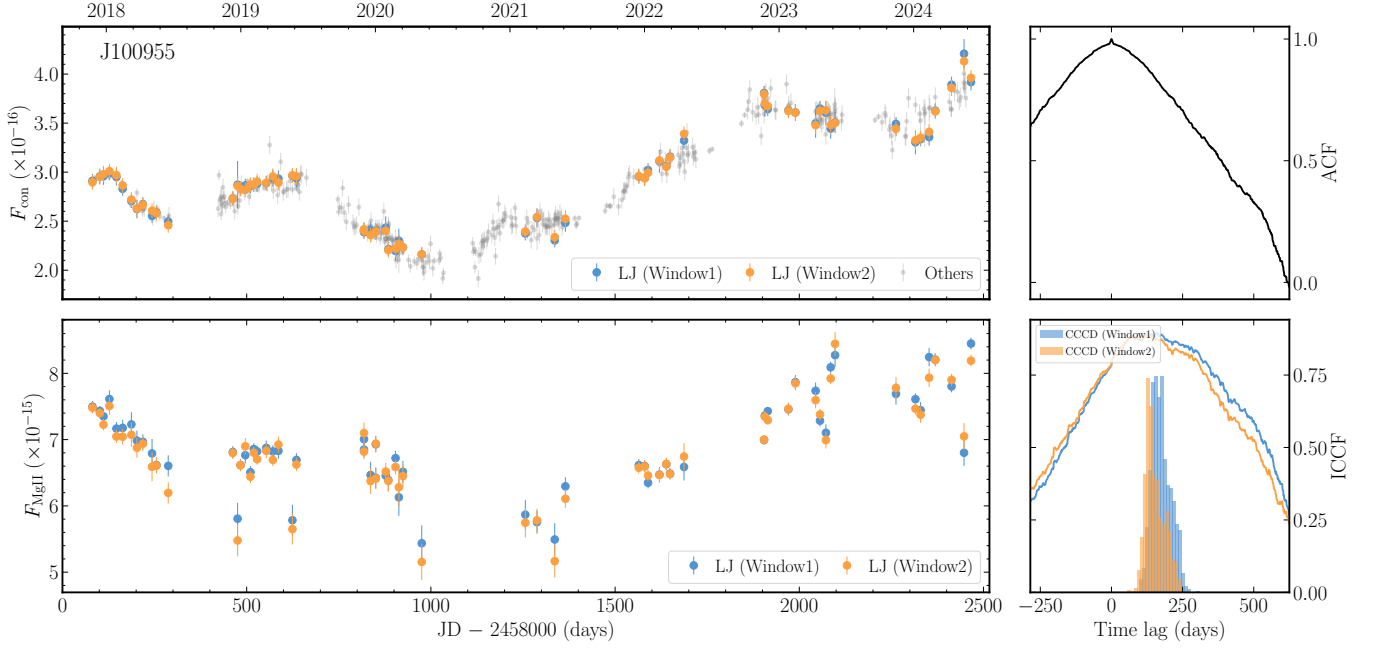 2018 2019 2020 2021 2022 2023 2024
J100955
4.0
3.5
3.0
2.5
2.0
F_con (×10^−16)
LJ (Window1) LJ (Window2) Others
1.0
0.5
0.0
ACF
8
7
6
5
F_MgII (×10^−15)
LJ (Window1) LJ (Window2)
0 500 1000 1500 2000 2500
JD − 2458000 (days)
CCCD (Window1)
CCCD (Window2)
0.75
0.50
0.25
0.00
ICCF
−250 0 250 500
Time lag (days)